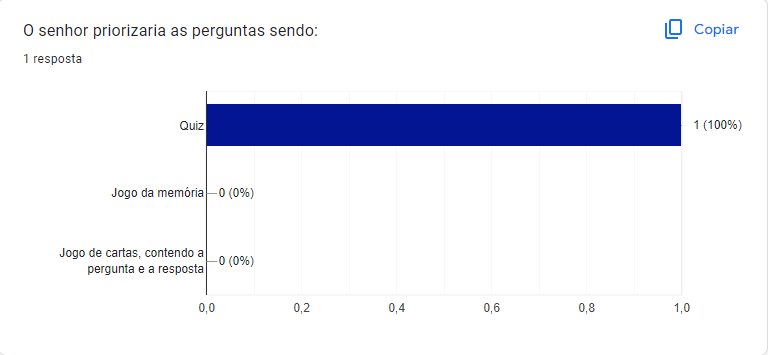 O senhor priorizaria as perguntas sendo:
Copiar
1 resposta
Quiz
1 (100%)
Jogo da memória
0 (0%)
Jogo de cartas, contendo a
pergunta e a resposta
0 (0%)
0,0
0,2
0,4
0,6
0,8
1,0